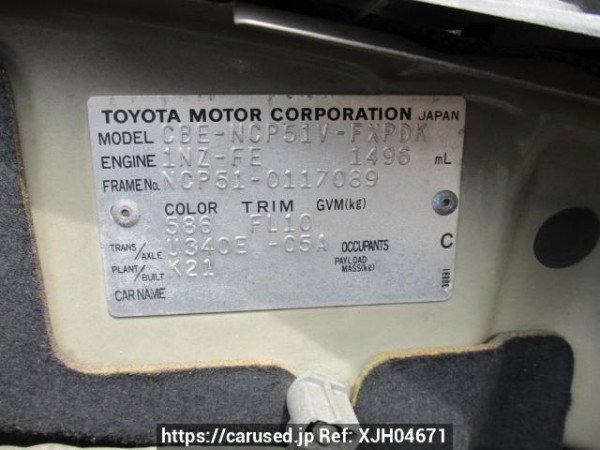 TOYOTA MOTOR CORPORATION JAPAN
MODEL CBE-NCP51V-FXPDK
ENGINE 1NZ-FE 1496 mL
FRAME No. NCP51-0117089
COLOR TRIM GVM(kg)
586 FL10
TRANS/AXLE U340E -05A OCCUPANTS C
PLANT/BUILT K21 PAYLOAD MASS(kg)
CAR NAME
https://carused.jp Ref: XJH04671